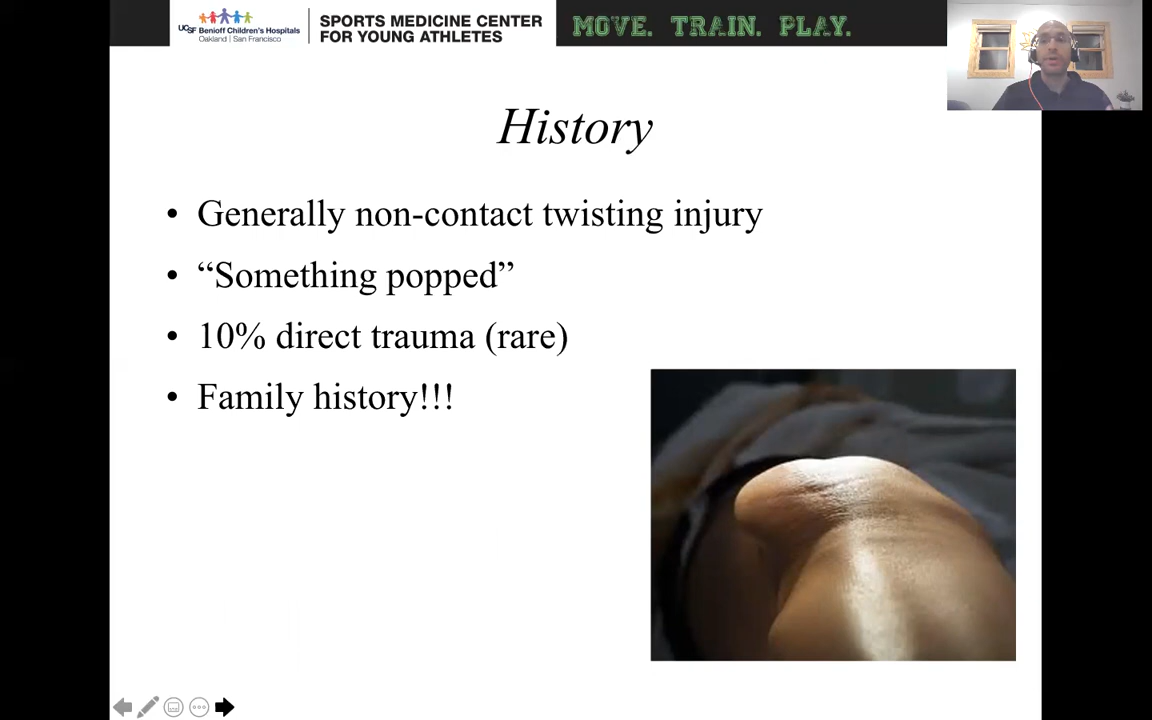 UCSF Benioff Children's Hospitals
Oakland | San Francisco
SPORTS MEDICINE CENTER
FOR YOUNG ATHLETES
MOVE. TRAIN. PLAY.
History
• Generally non-contact twisting injury
• “Something popped”
• 10% direct trauma (rare)
• Family history!!!